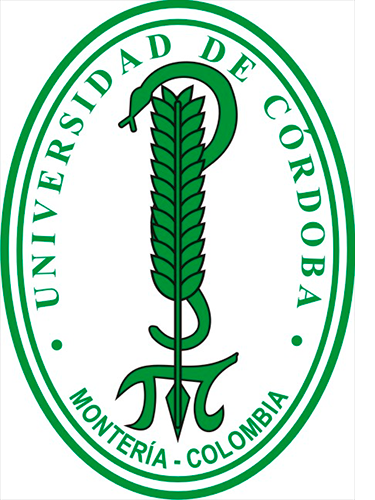 UNIVERSIDAD DE CÓRDOBA
MONTERÍA - COLOMBIA